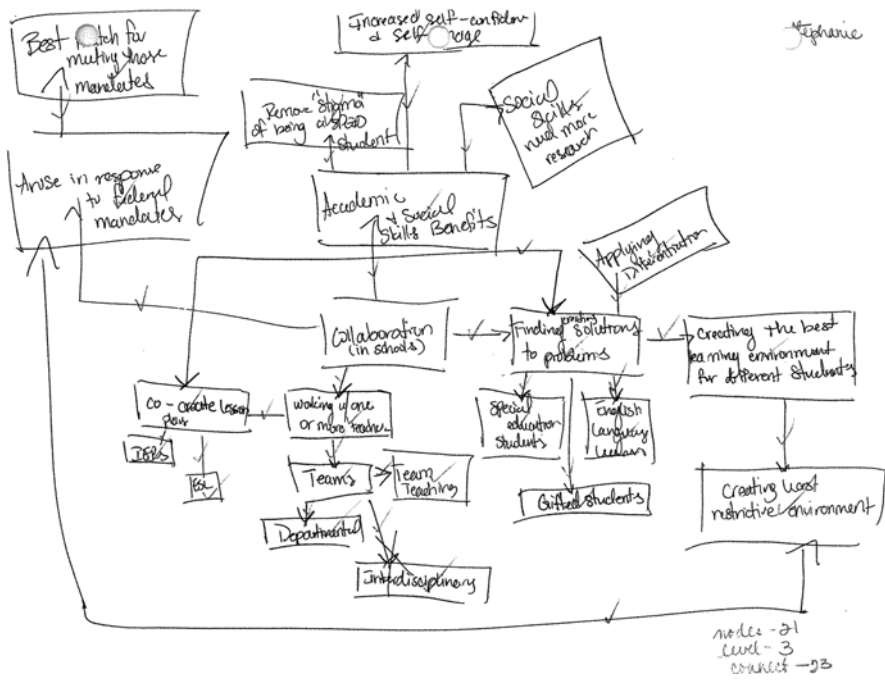 Stephanie
Best match for
meeting those
mandates
Increased self-confidence
& self-image
Remove "stigma"
of being a SPED
student
Social
Skills
need more
research
Aruse in response
to federal
mandates
Academic
& Social
Skills Benefits
Applying
Differentiation
Collaboration
(in schools)
Finding creating solutions
to problems
Creating the best
learning environment
for different students
co-create lesson
plans
IEPs
ESL
working w/one
or more teacher
Teams
Team
Teaching
Departmental
Interdisciplinary
Special
education
Students
English
Language
Learners
Gifted students
Creating least
restrictive environment
nodes - 21
level - 3
connect - 23